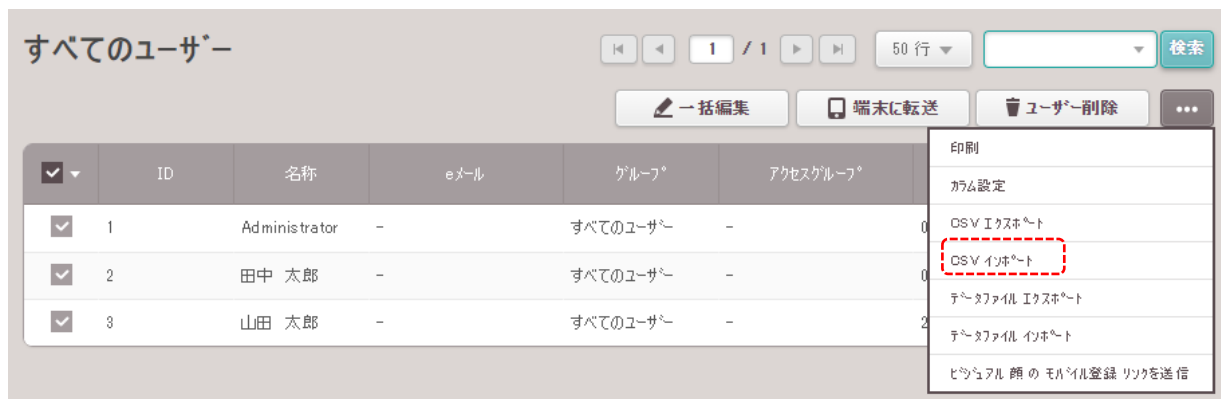 すべてのユーザー
1 / 1
50 行
検索
一括編集
端末に転送
ユーザー削除
ID 名称 eメール グループ アクセスグループ
1 Administrator - すべてのユーザー - 0
2 田中 太郎 - すべてのユーザー - 0
3 山田 太郎 - すべてのユーザー - 2
印刷
カラム設定
CSV エクスポート
CSV インポート
データファイル エクスポート
データファイル インポート
ビジュアル 顔 の モバイル登録 リンクを送信